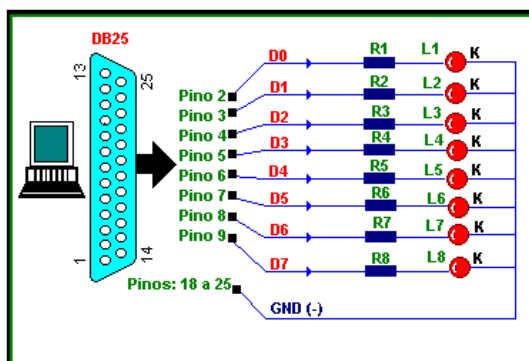 DB25
13
25
1
14
Pino 2 D0 R1 L1 K
Pino 3 D1 R2 L2 K
Pino 4 D2 R3 L3 K
Pino 5 D3 R4 L4 K
Pino 6 D4 R5 L5 K
Pino 7 D5 R6 L6 K
Pino 8 D6 R7 L7 K
Pino 9 D7 R8 L8 K
Pinos: 18 a 25
GND (-)